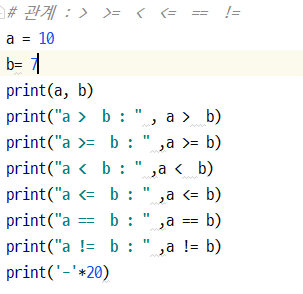 # 관계 : >  >=  <  <=  ==  !=
a = 10
b= 7
print(a, b)
print("a >  b : " , a >  b)
print("a >=  b : " ,a >= b)
print("a <  b : " ,a <  b)
print("a <=  b : " ,a <= b)
print("a ==  b : " ,a == b)
print("a !=  b : " ,a != b)
print('-'*20)